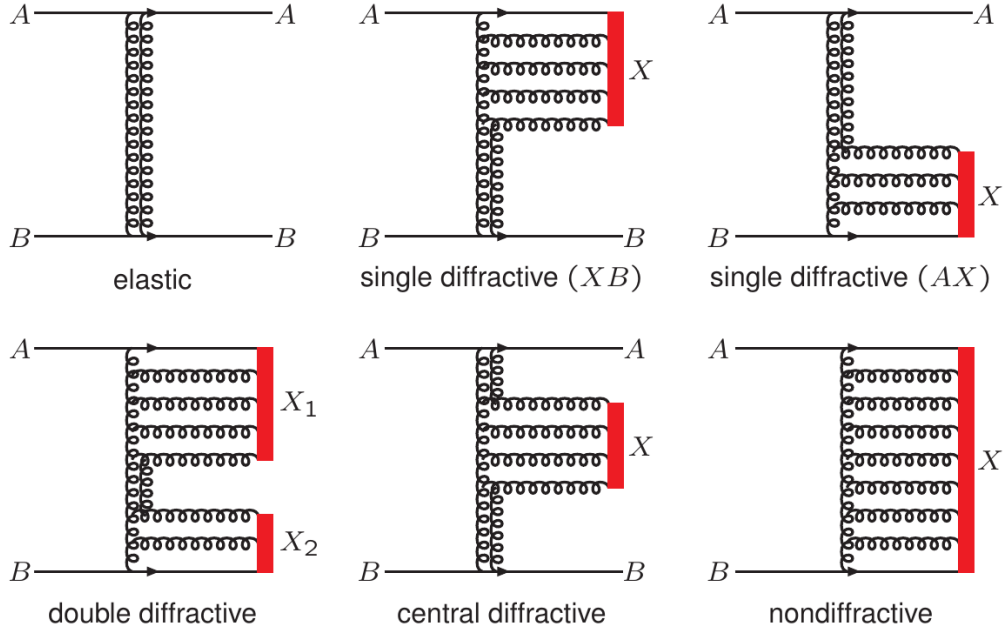 A A
B B
elastic
A
X
B B
single diffractive (XB)
A A
X
B
single diffractive (AX)
A
X1
X2
B
double diffractive
A A
X
B B
central diffractive
A
X
B
nondiffractive